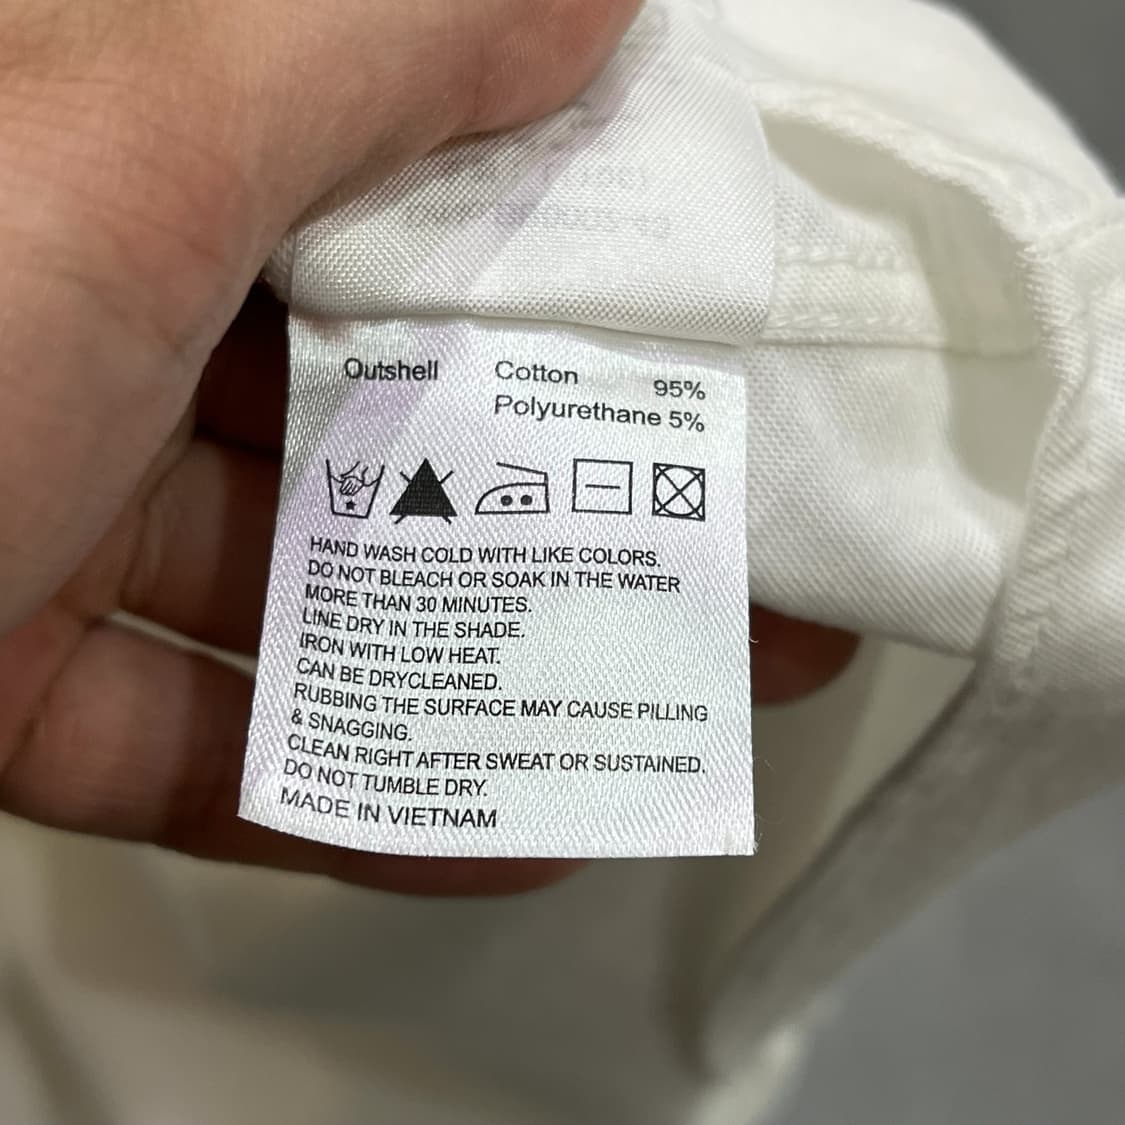 Outshell Cotton 95%
Polyurethane 5%
HAND WASH COLD WITH LIKE COLORS.
DO NOT BLEACH OR SOAK IN THE WATER
MORE THAN 30 MINUTES.
LINE DRY IN THE SHADE.
IRON WITH LOW HEAT.
CAN BE DRYCLEANED.
RUBBING THE SURFACE MAY CAUSE PILLING
& SNAGGING.
CLEAN RIGHT AFTER SWEAT OR SUSTAINED.
DO NOT TUMBLE DRY.
MADE IN VIETNAM